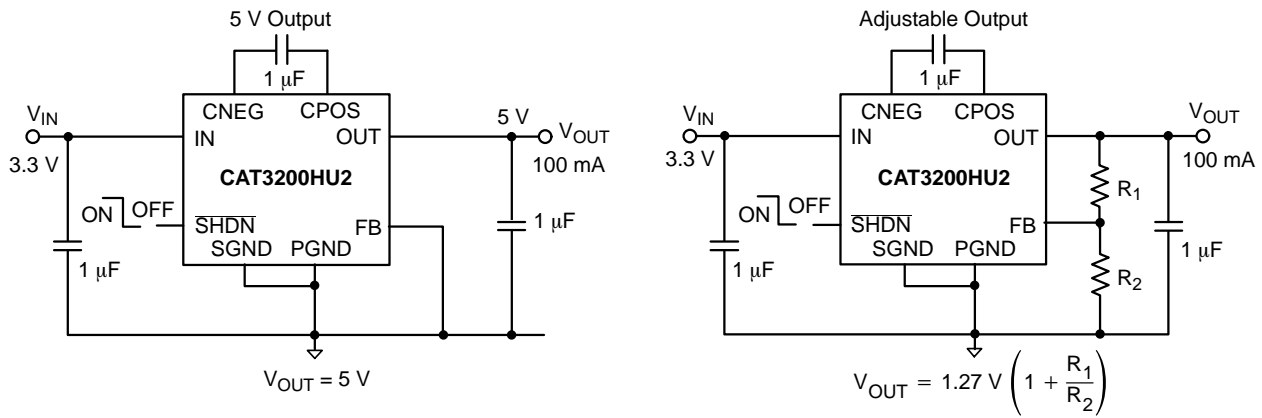 5 V Output
1 μF
V_IN
3.3 V
CNEG CPOS
IN OUT
CAT3200HU2
ON OFF
SHDN
FB
SGND PGND
1 μF
5 V
V_OUT
100 mA
1 μF
V_OUT = 5 V
Adjustable Output
1 μF
V_IN
3.3 V
CNEG CPOS
IN OUT
CAT3200HU2
ON OFF
SHDN
FB
SGND PGND
1 μF
V_OUT
100 mA
R_1
R_2
1 μF
V_OUT = 1.27 V (1 + R_1/R_2)